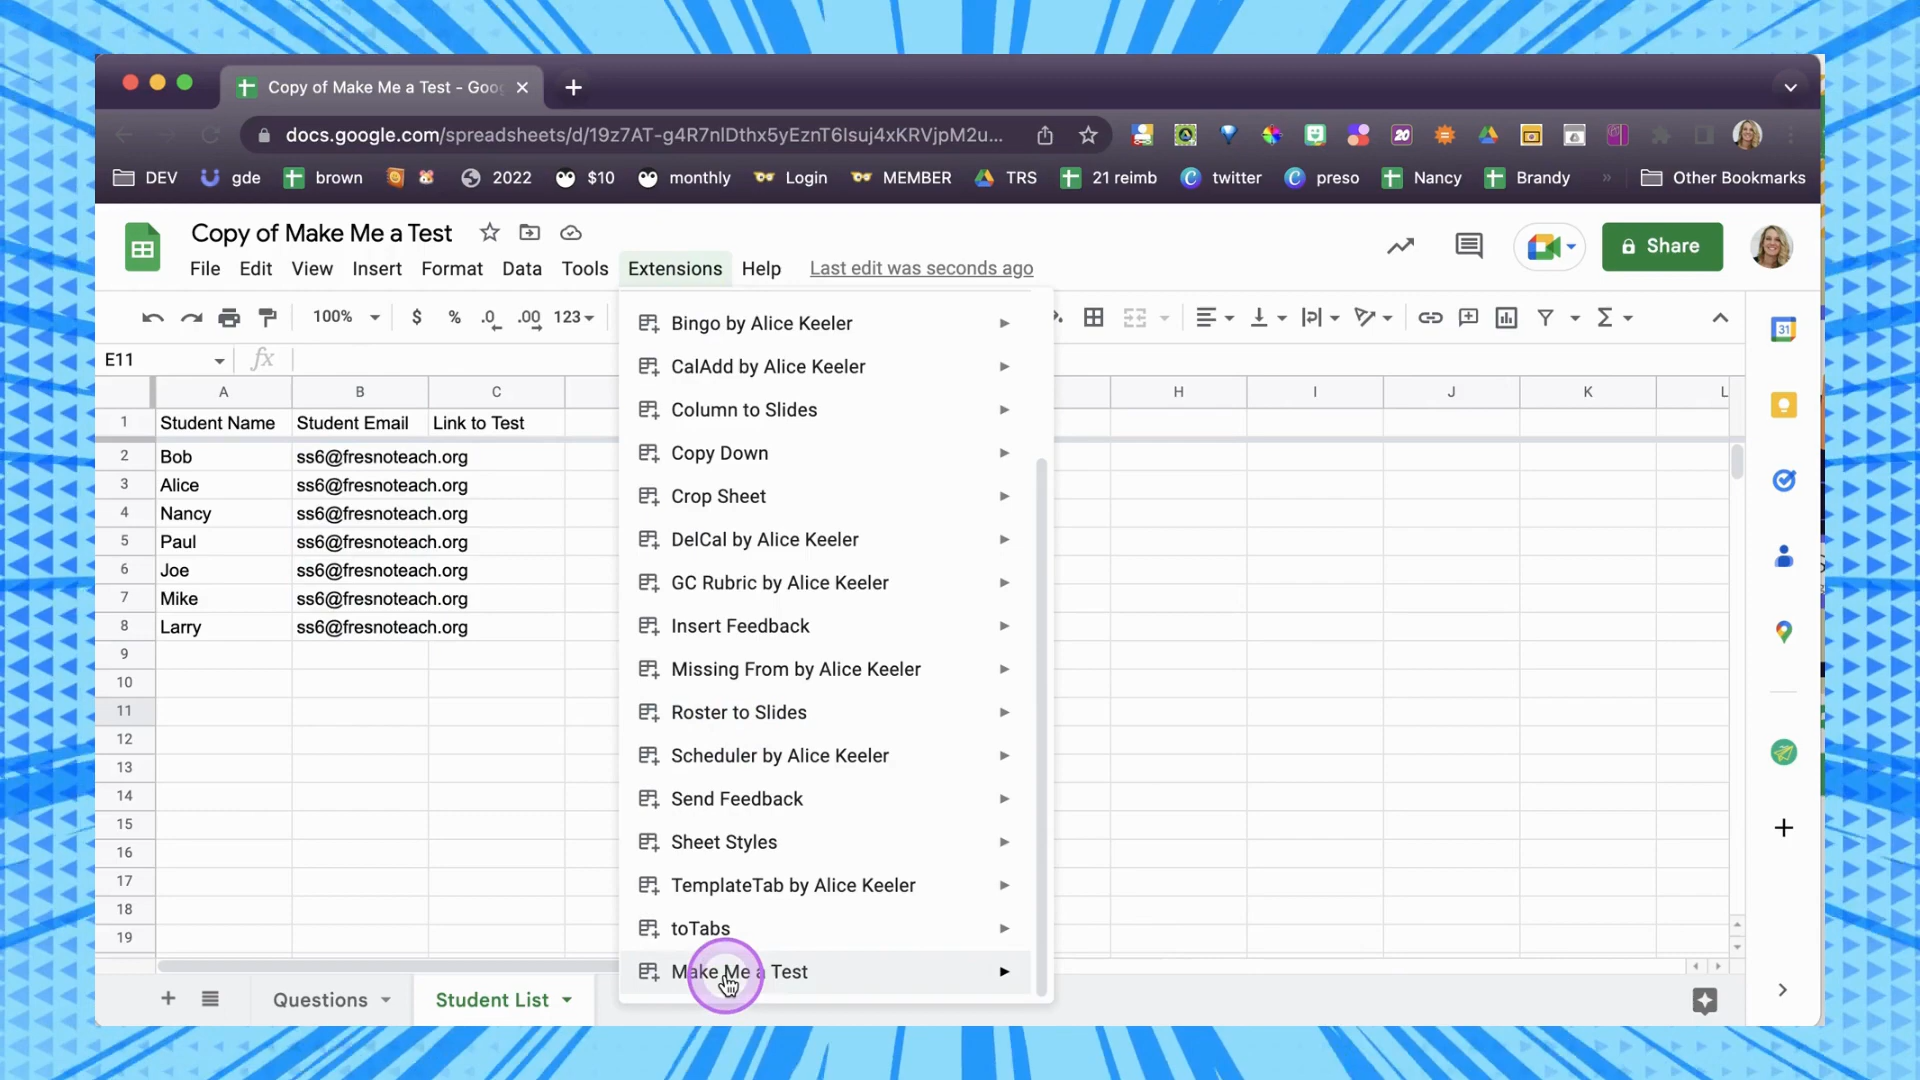 Copy of Make Me a Test - Goo
docs.google.com/spreadsheets/d/19z7AT-g4R7nlDthx5yEznT6Isuj4xKRVjpM2u...
20
DEV gde brown 2022 $10 monthly Login MEMBER TRS 21 reimb twitter preso Nancy Brandy » Other Bookmarks
Copy of Make Me a Test
Share
File Edit View Insert Format Data Tools Extensions Help Last edit was seconds ago
100% $ % .0 .00 123
31
E11 fx
A B C H I J K L
1 Student Name Student Email Link to Test
2 Bob ss6@fresnoteach.org
3 Alice ss6@fresnoteach.org
4 Nancy ss6@fresnoteach.org
5 Paul ss6@fresnoteach.org
6 Joe ss6@fresnoteach.org
7 Mike ss6@fresnoteach.org
8 Larry ss6@fresnoteach.org
9
10
11
12
13
14
15
16
17
18
19
Bingo by Alice Keeler
CalAdd by Alice Keeler
Column to Slides
Copy Down
Crop Sheet
DelCal by Alice Keeler
GC Rubric by Alice Keeler
Insert Feedback
Missing From by Alice Keeler
Roster to Slides
Scheduler by Alice Keeler
Send Feedback
Sheet Styles
TemplateTab by Alice Keeler
toTabs
Make Me a Test
Questions Student List